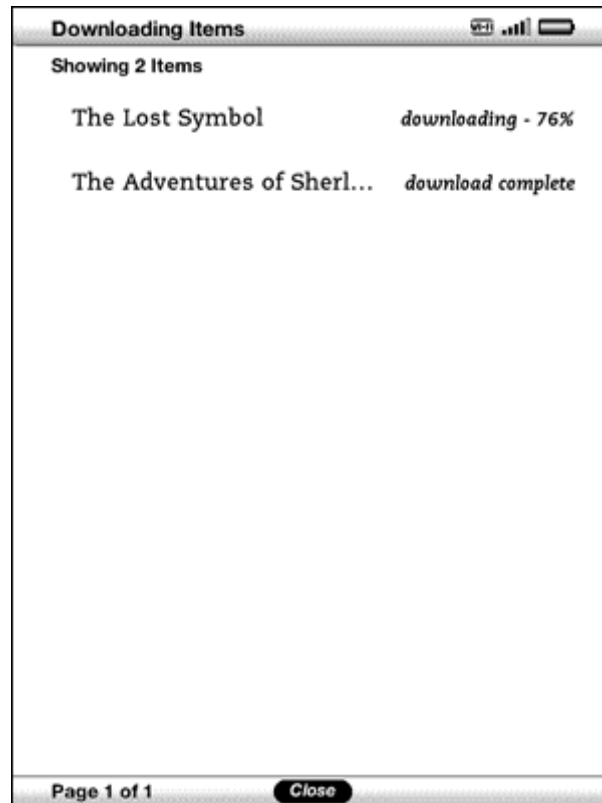 Downloading Items
Showing 2 Items
The Lost Symbol downloading - 76%
The Adventures of Sherl... download complete
Page 1 of 1 Close